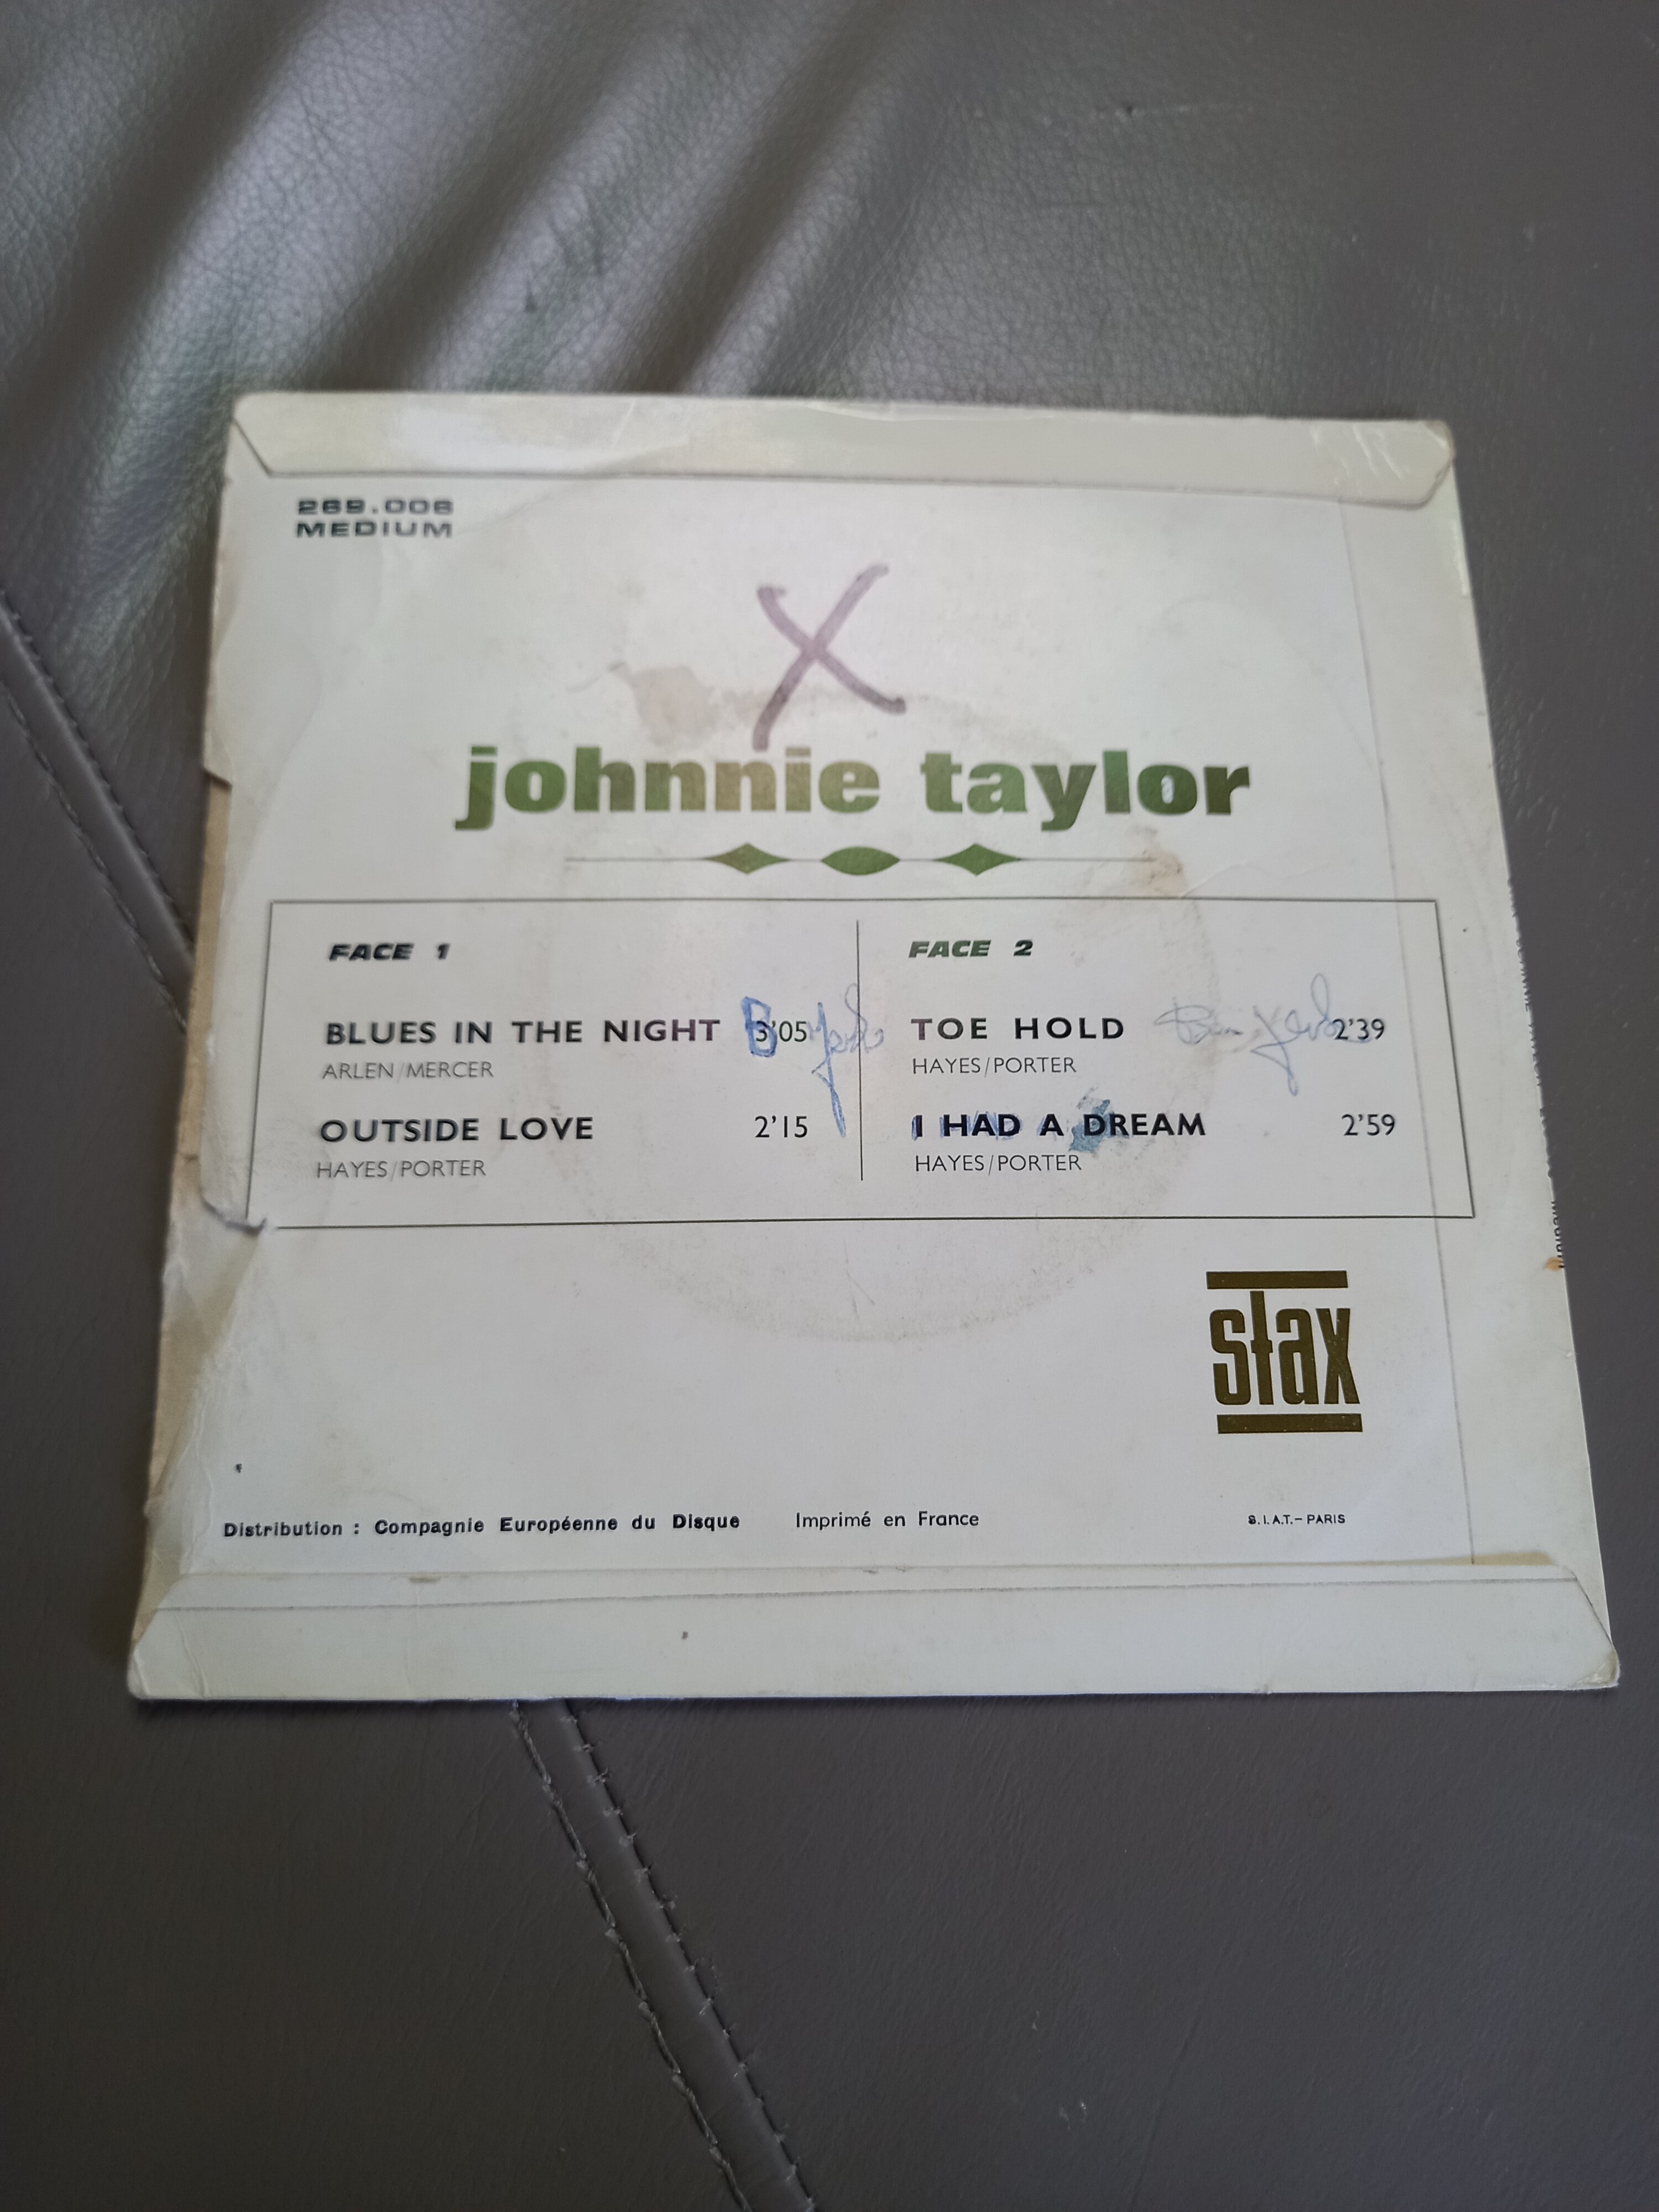 269.006
MEDIUM
X
johnnie taylor
FACE 1
BLUES IN THE NIGHT 3'05
ARLEN/MERCER
OUTSIDE LOVE 2'15
HAYES/PORTER
FACE 2
TOE HOLD 2'39
HAYES/PORTER
I HAD A DREAM 2'59
HAYES/PORTER
stax
Distribution : Compagnie Européenne du Disque Imprimé en France S.I.A.T. - PARIS